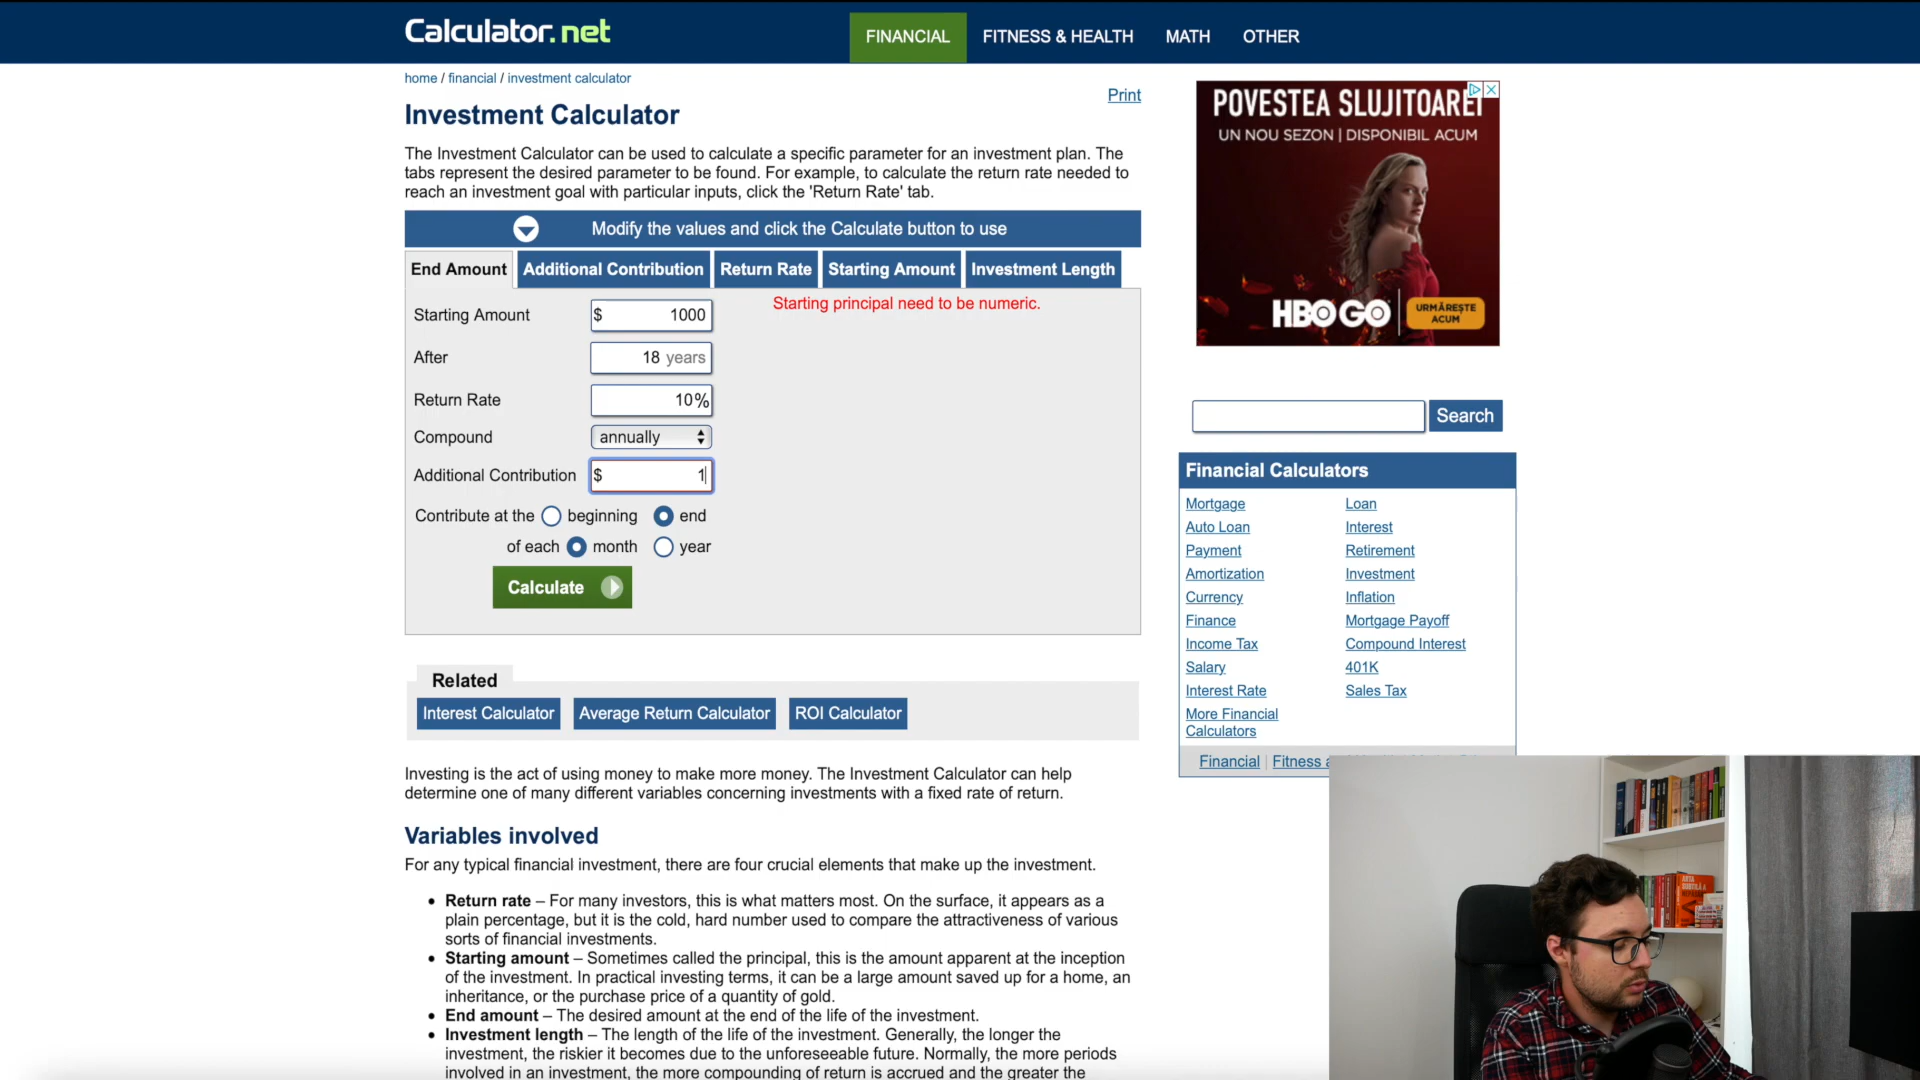 Calculator.net
FINANCIAL
FITNESS & HEALTH
MATH
OTHER
home / financial / investment calculator
Print
Investment Calculator
The Investment Calculator can be used to calculate a specific parameter for an investment plan. The
tabs represent the desired parameter to be found. For example, to calculate the return rate needed to
reach an investment goal with particular inputs, click the 'Return Rate' tab.
Modify the values and click the Calculate button to use
End Amount
Additional Contribution
Return Rate
Starting Amount
Investment Length
Starting Amount $ 1000
Starting principal need to be numeric.
After 18 years
Return Rate 10%
Compound annually
Additional Contribution $ 1
Contribute at the beginning end
of each month year
Calculate
Related
Interest Calculator
Average Return Calculator
ROI Calculator
Investing is the act of using money to make more money. The Investment Calculator can help
determine one of many different variables concerning investments with a fixed rate of return.
Variables involved
For any typical financial investment, there are four crucial elements that make up the investment.
• Return rate – For many investors, this is what matters most. On the surface, it appears as a
plain percentage, but it is the cold, hard number used to compare the attractiveness of various
sorts of financial investments.
• Starting amount – Sometimes called the principal, this is the amount apparent at the inception
of the investment. In practical investing terms, it can be a large amount saved up for a home, an
inheritance, or the purchase price of a quantity of gold.
• End amount – The desired amount at the end of the life of the investment.
• Investment length – The length of the life of the investment. Generally, the longer the
investment, the riskier it becomes due to the unforeseeable future. Normally, the more periods
involved in an investment, the more compounding of return is accrued and the greater the
POVESTEA SLUJITOAREI
UN NOU SEZON | DISPONIBIL ACUM
HBO GO
URMĂREȘTE
ACUM
Search
Financial Calculators
Mortgage
Loan
Auto Loan
Interest
Payment
Retirement
Amortization
Investment
Currency
Inflation
Finance
Mortgage Payoff
Income Tax
Compound Interest
Salary
401K
Interest Rate
Sales Tax
More Financial
Calculators
Financial | Fitness